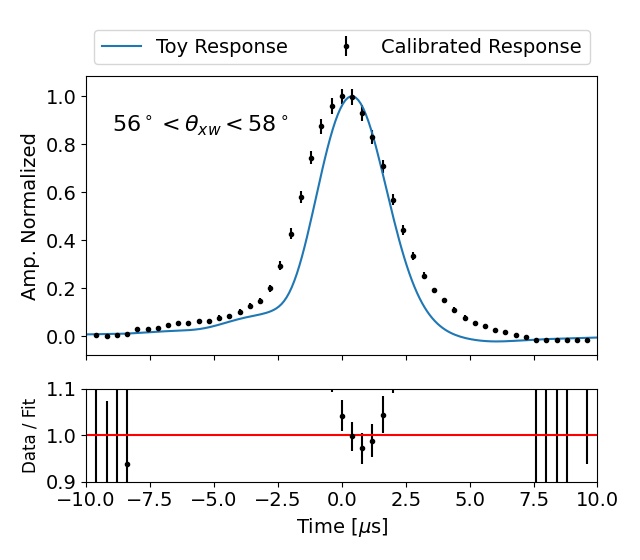 Toy Response Calibrated Response
56° < θxw < 58°
Amp. Normalized
1.0
0.8
0.6
0.4
0.2
0.0
Data / Fit
1.1
1.0
0.9
−10.0 −7.5 −5.0 −2.5 0.0 2.5 5.0 7.5 10.0
Time [μs]